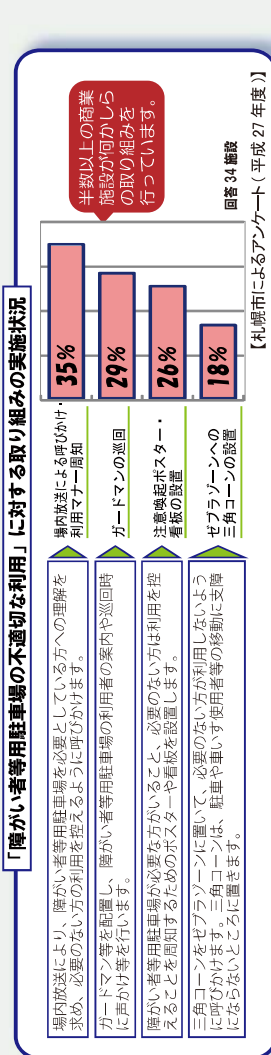 「障がい者等用駐車場の不適切な利用」に対する取り組みの実施状況
場内放送により、障がい者等用駐車場を必要としている方への理解を
求め、必要のない方の利用を控えるように呼びかけます。
場内放送による呼びかけ・
利用マナー周知
35%
ガードマン等を配置し、障がい者等用駐車場の利用者の案内や巡回時
に声かけ等を行います。
ガードマンの巡回
29%
障がい者等用駐車場が必要な方がいること、必要のない方は利用を控
えることを周知するためのポスターや看板を設置します。
注意喚起ポスター・
看板の設置
26%
三角コーンをゼブラゾーンに置いて、必要のない方が利用しないよう
に呼びかけます。三角コーンは、駐車や車いす使用者等の移動に支障
にならないところに置きます。
ゼブラゾーンへの
三角コーンの設置
18%
半数以上の商業
施設が何かしら
の取り組みを
行っています。
回答 34 施設
【札幌市によるアンケート ( 平成 27 年度 )】